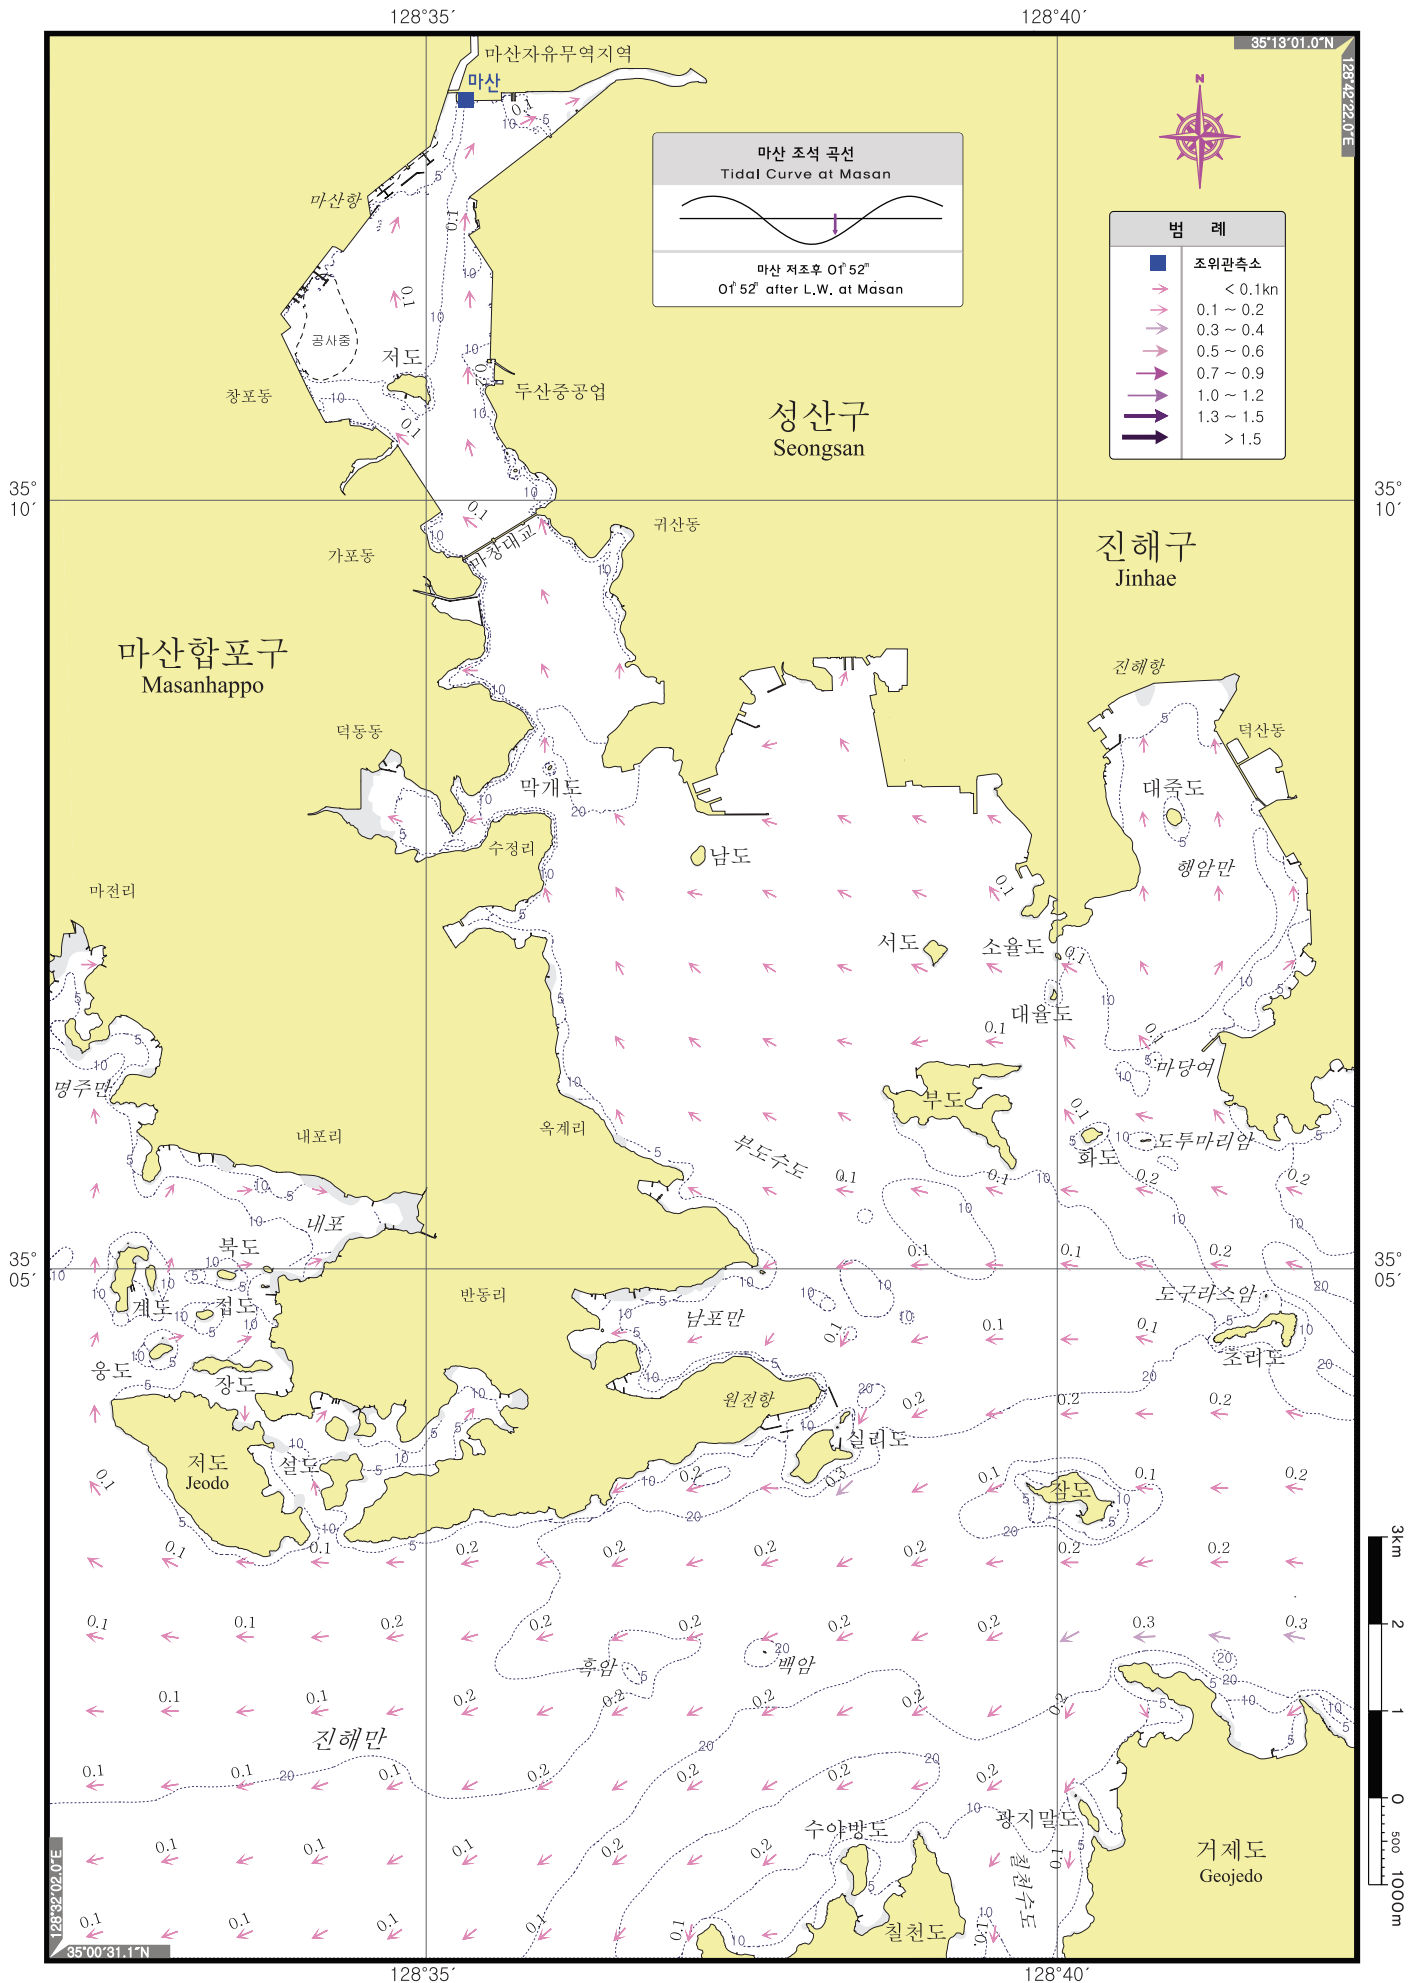 128°35′
128°40′
35°13′01.0″N
128°42′22.0″E
마산자유무역지역
마산
N
마산 조석 곡선
Tidal Curve at Masan
마산 저조후 01ʰ 52ᵐ
01ʰ 52ᵐ after L.W. at Masan
범 례
조위관측소
< 0.1kn
0.1 ~ 0.2
0.3 ~ 0.4
0.5 ~ 0.6
0.7 ~ 0.9
1.0 ~ 1.2
1.3 ~ 1.5
> 1.5
마산항
공사중
저도
창포동
두산중공업
성산구
Seongsan
35°
10′
35°
10′
귀산동
가포동
마창대교
진해구
Jinhae
마산합포구
Masanhappo
진해항
덕동동
덕산동
막개도
대죽도
수정리
남도
행암만
마전리
서도
소율도
대율도
마당여
명주만
부도
내포리
옥계리
부도수도
화도
도투마리암
내포
북도
35°
05′
35°
05′
계도
접도
반동리
남포만
도구라스암
조리도
웅도
장도
원전항
실리도
저도
Jeodo
설도
잠도
흑암
백암
진해만
수야방도
광지말도
칠천수도
거제도
Geojedo
칠천도
3km
2
1
0
500
1000m
128°32′02.0″E
35°00′31.1″N
128°35′
128°40′